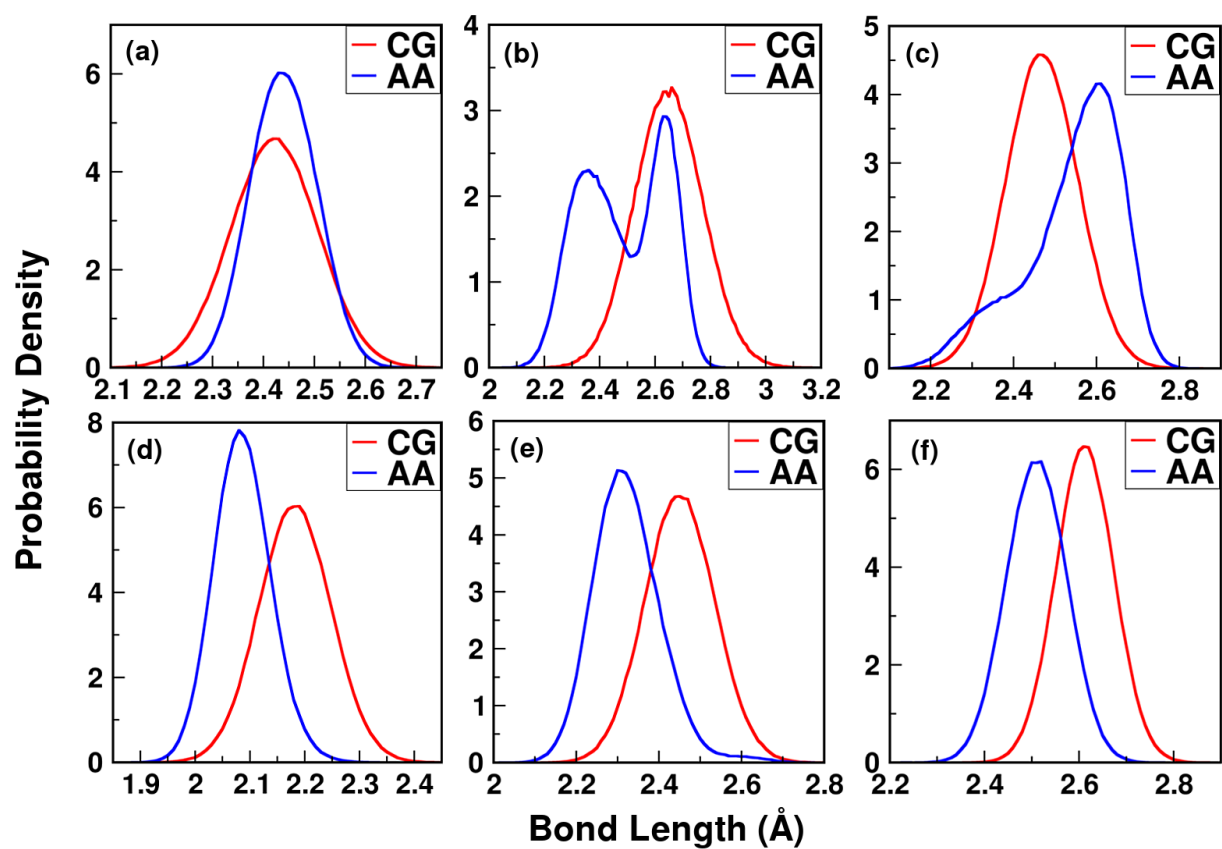 (a)
CG
AA
6
4
2
0
2.1 2.2 2.3 2.4 2.5 2.6 2.7
(b)
CG
AA
4
3
2
1
0
2 2.2 2.4 2.6 2.8 3 3.2
(c)
CG
AA
5
4
3
2
1
0
2.2 2.4 2.6 2.8
(d)
CG
AA
8
6
4
2
0
1.9 2 2.1 2.2 2.3 2.4
(e)
CG
AA
6
5
4
3
2
1
0
2 2.2 2.4 2.6 2.8
(f)
CG
AA
6
4
2
0
2.2 2.4 2.6 2.8
Probability Density
Bond Length (Å)